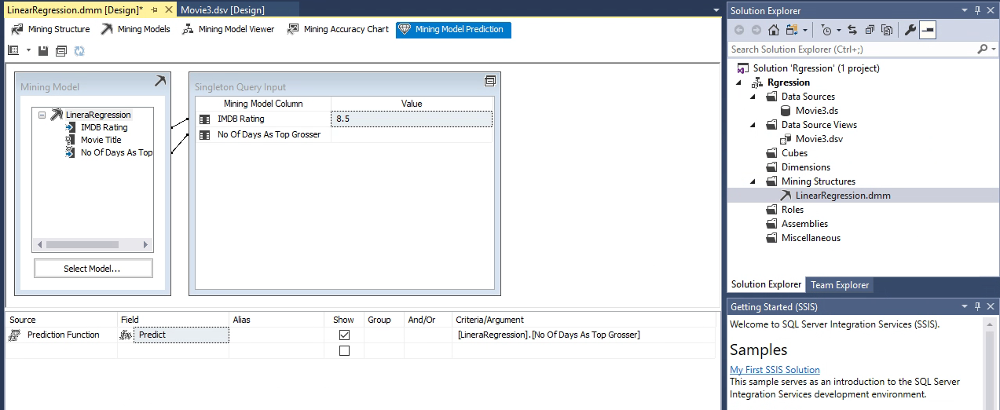 LinearRegression.dmm [Design]*
Movie3.dsv [Design]
Mining Structure
Mining Models
Mining Model Viewer
Mining Accuracy Chart
Mining Model Prediction
Mining Model
LineraRegression
IMDB Rating
Movie Title
No Of Days As Top
Select Model...
Singleton Query Input
Mining Model Column Value
IMDB Rating 8.5
No Of Days As Top Grosser
Source Field Alias Show Group And/Or Criteria/Argument
Prediction Function Predict [LineraRegression].[No Of Days As Top Grosser]
Solution Explorer
Search Solution Explorer (Ctrl+;)
Solution 'Rgression' (1 project)
Rgression
Data Sources
Movie3.ds
Data Source Views
Movie3.dsv
Cubes
Dimensions
Mining Structures
LinearRegression.dmm
Roles
Assemblies
Miscellaneous
Solution Explorer Team Explorer
Getting Started (SSIS)
Welcome to SQL Server Integration Services (SSIS).
Samples
My First SSIS Solution
This sample serves as an introduction to the SQL Server
Integration Services development environment.